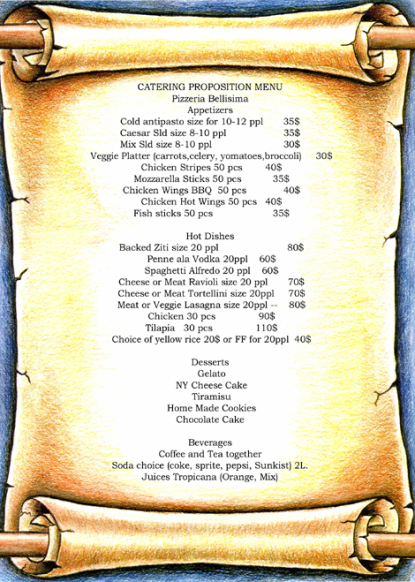 CATERING PROPOSITION MENU
Pizzeria Bellisima
Appetizers
Cold antipasto size for 10-12 ppl 35$
Caesar Sld size 8-10 ppl 35$
Mix Sld size 8-10 ppl 30$
Veggie Platter (carrots,celery, yomatoes,broccoli) 30$
Chicken Stripes 50 pcs 40$
Mozzarella Sticks 50 pcs 35$
Chicken Wings BBQ 50 pcs 40$
Chicken Hot Wings 50 pcs 40$
Fish sticks 50 pcs 35$
Hot Dishes
Backed Ziti size 20 ppl 80$
Penne ala Vodka 20ppl 60$
Spaghetti Alfredo 20 ppl 60$
Cheese or Meat Ravioli size 20 ppl 70$
Cheese or Meat Tortellini size 20ppl 70$
Meat or Veggie Lasagna size 20ppl -- 80$
Chicken 30 pcs 90$
Tilapia 30 pcs 110$
Choice of yellow rice 20$ or FF for 20ppl 40$
Desserts
Gelato
NY Cheese Cake
Tiramisu
Home Made Cookies
Chocolate Cake
Beverages
Coffee and Tea together
Soda choice (coke, sprite, pepsi, Sunkist) 2L.
Juices Tropicana (Orange, Mix)